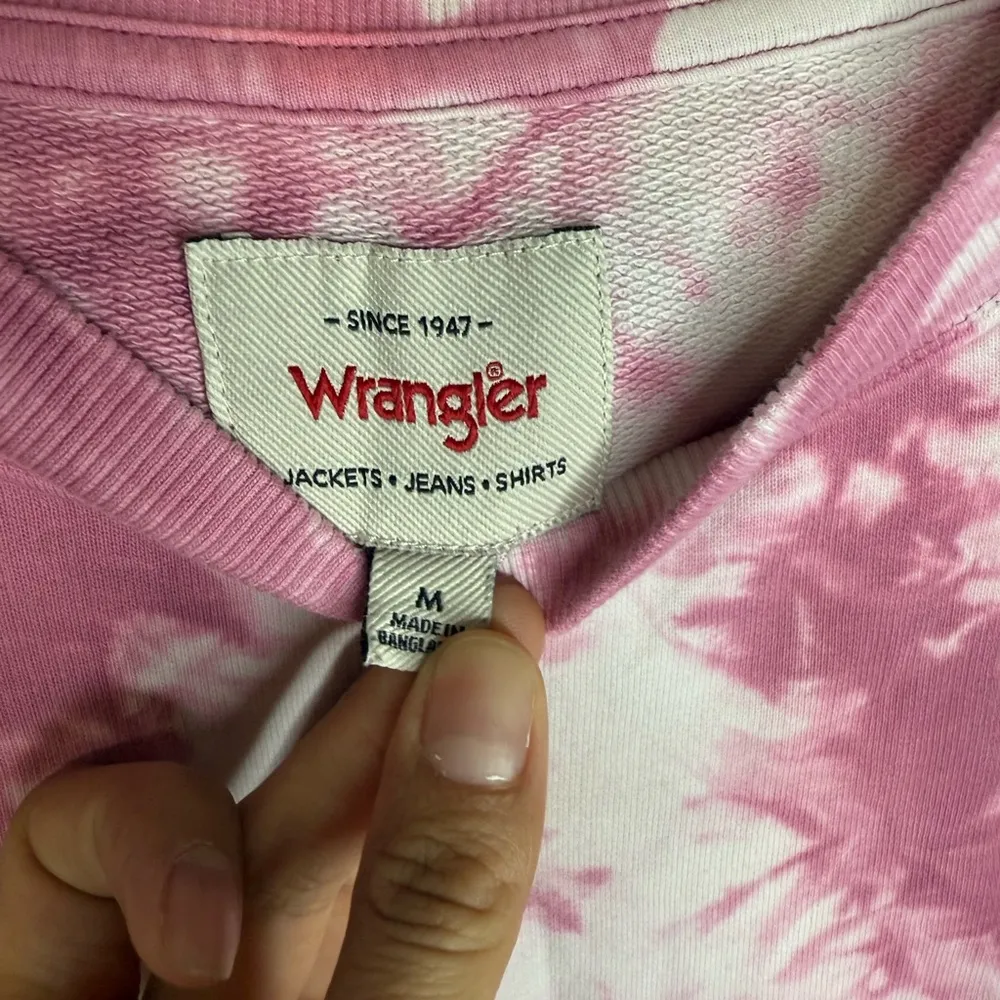 – SINCE 1947 –
Wrangler®
JACKETS • JEANS • SHIRTS
M
MADE IN